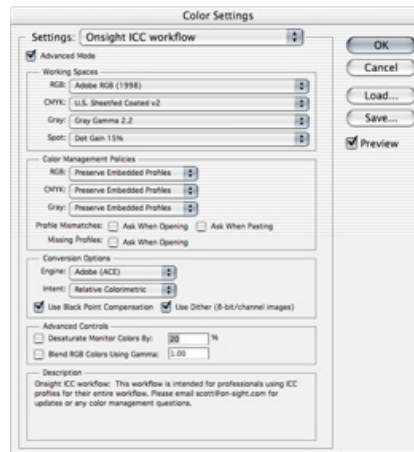 Color Settings
Settings: Onsight ICC workflow
OK
Cancel
Load...
Save...
Preview
Advanced Mode
Working Spaces
RGB: Adobe RGB (1998)
CMYK: U.S. Sheetfed Coated v2
Gray: Gray Gamma 2.2
Spot: Dot Gain 15%
Color Management Policies
RGB: Preserve Embedded Profiles
CMYK: Preserve Embedded Profiles
Gray: Preserve Embedded Profiles
Profile Mismatches: Ask When Opening Ask When Pasting
Missing Profiles: Ask When Opening
Conversion Options
Engine: Adobe (ACE)
Intent: Relative Colorimetric
Use Black Point Compensation Use Dither (8-bit/channel images)
Advanced Controls
Desaturate Monitor Colors By: 20 %
Blend RGB Colors Using Gamma: 1.00
Description
Onsight ICC workflow: This workflow is intended for professionals using ICC
profiles for their entire workflow. Please email scott@on-sight.com for
updates or any color management questions.